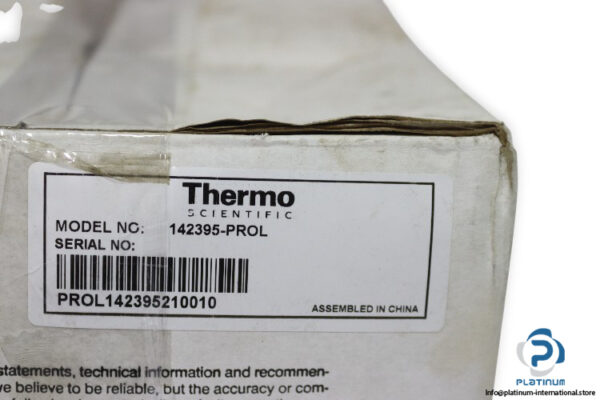 Thermo
SCIENTIFIC
MODEL NO: 142395-PROL
SERIAL NO:
PROL142395210010
ASSEMBLED IN CHINA
statements, technical information and recommen-
ve believe to be reliable, but the accuracy or com-
PLATINUM
Info@platinum-international.store